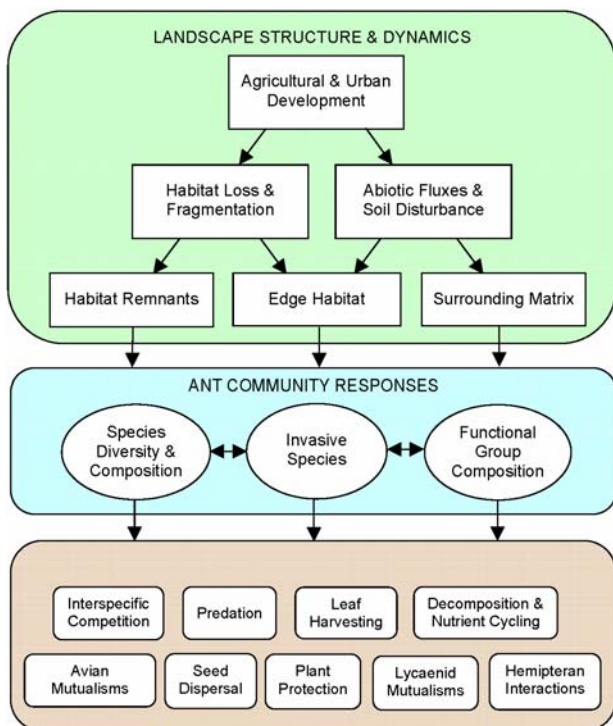 LANDSCAPE STRUCTURE & DYNAMICS
Agricultural & Urban
Development
Habitat Loss &
Fragmentation
Abiotic Fluxes &
Soil Disturbance
Habitat Remnants
Edge Habitat
Surrounding Matrix
ANT COMMUNITY RESPONSES
Species
Diversity &
Composition
Invasive
Species
Functional
Group
Composition
Interspecific
Competition
Predation
Leaf
Harvesting
Decomposition &
Nutrient Cycling
Avian
Mutualisms
Seed
Dispersal
Plant
Protection
Lycaenid
Mutualisms
Hemipteran
Interactions